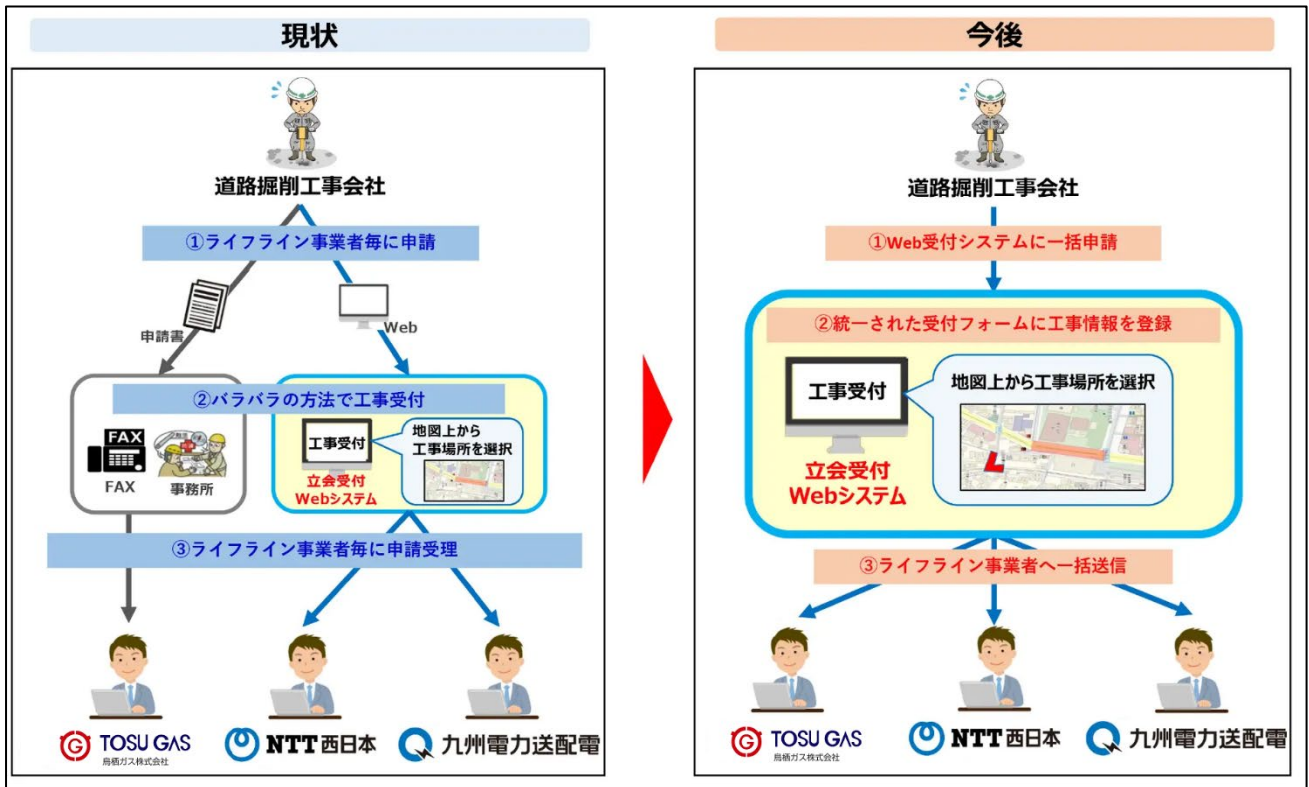 現状
道路掘削工事会社
①ライフライン事業者毎に申請
申請書
Web
②バラバラの方法で工事受付
FAX
FAX
事務所
工事受付
立会受付
Webシステム
地図上から
工事場所を選択
③ライフライン事業者毎に申請受理
TOSU GAS
鳥栖ガス株式会社
NTT西日本
九州電力送配電
今後
道路掘削工事会社
①Web受付システムに一括申請
②統一された受付フォームに工事情報を登録
工事受付
立会受付
Webシステム
地図上から工事場所を選択
③ライフライン事業者へ一括送信
TOSU GAS
鳥栖ガス株式会社
NTT西日本
九州電力送配電